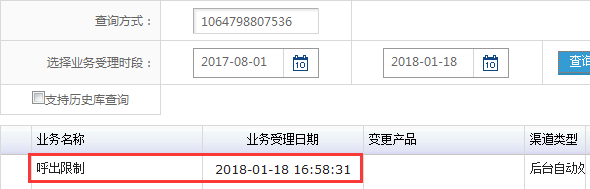 查询方式： 1064798807536
选择业务受理时段： 2017-08-01 10 2018-01-18 10 查询
支持历史库查询
业务名称 业务受理日期 变更产品 渠道类型
呼出限制 2018-01-18 16:58:31 后台自动